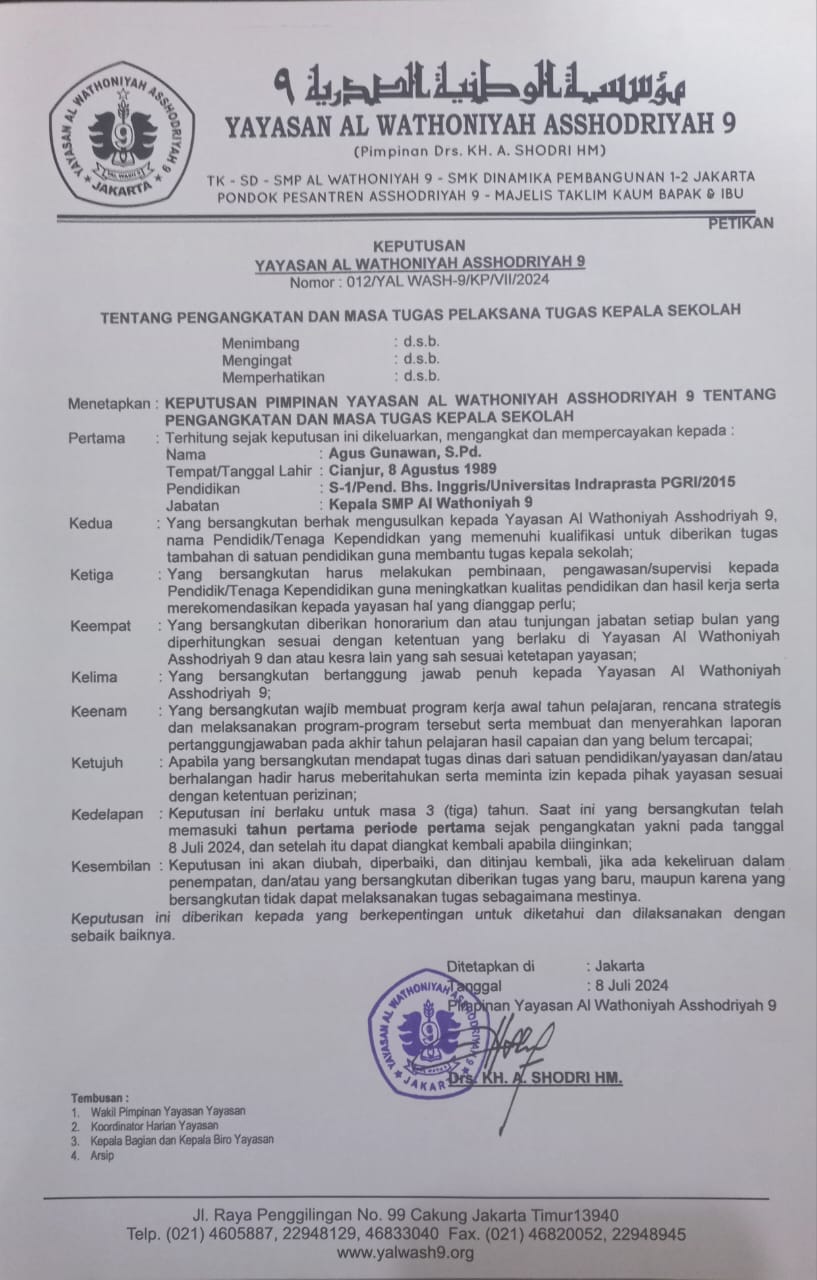 YAYASAN AL WATHONIYAH ASSHODRIYAH 9
9
YAL WASH 9
JAKARTA
مؤسسة الوطنية الصدرية ٩
YAYASAN AL WATHONIYAH ASSHODRIYAH 9
(Pimpinan Drs. KH. A. SHODRI HM)
TK - SD - SMP AL WATHONIYAH 9 - SMK DINAMIKA PEMBANGUNAN 1-2 JAKARTA
PONDOK PESANTREN ASSHODRIYAH 9 - MAJELIS TAKLIM KAUM BAPAK & IBU
PETIKAN
KEPUTUSAN
YAYASAN AL WATHONIYAH ASSHODRIYAH 9
Nomor : 012/YAL WASH-9/KP/VII/2024
TENTANG PENGANGKATAN DAN MASA TUGAS PELAKSANA TUGAS KEPALA SEKOLAH
Menimbang : d.s.b.
Mengingat : d.s.b.
Memperhatikan : d.s.b.
Menetapkan : KEPUTUSAN PIMPINAN YAYASAN AL WATHONIYAH ASSHODRIYAH 9 TENTANG
PENGANGKATAN DAN MASA TUGAS KEPALA SEKOLAH
Pertama : Terhitung sejak keputusan ini dikeluarkan, mengangkat dan mempercayakan kepada :
Nama : Agus Gunawan, S.Pd.
Tempat/Tanggal Lahir : Cianjur, 8 Agustus 1989
Pendidikan : S-1/Pend. Bhs. Inggris/Universitas Indraprasta PGRI/2015
Jabatan : Kepala SMP Al Wathoniyah 9
Kedua : Yang bersangkutan berhak mengusulkan kepada Yayasan Al Wathoniyah Asshodriyah 9,
nama Pendidik/Tenaga Kependidkan yang memenuhi kualifikasi untuk diberikan tugas
tambahan di satuan pendidikan guna membantu tugas kepala sekolah;
Ketiga : Yang bersangkutan harus melakukan pembinaan, pengawasan/supervisi kepada
Pendidik/Tenaga Kependidikan guna meningkatkan kualitas pendidikan dan hasil kerja serta
merekomendasikan kepada yayasan hal yang dianggap perlu;
Keempat : Yang bersangkutan diberikan honorarium dan atau tunjungan jabatan setiap bulan yang
diperhitungkan sesuai dengan ketentuan yang berlaku di Yayasan Al Wathoniyah
Asshodriyah 9 dan atau kesra lain yang sah sesuai ketetapan yayasan;
Kelima : Yang bersangkutan bertanggung jawab penuh kepada Yayasan Al Wathoniyah
Asshodriyah 9;
Keenam : Yang bersangkutan wajib membuat program kerja awal tahun pelajaran, rencana strategis
dan melaksanakan program-program tersebut serta membuat dan menyerahkan laporan
pertanggungjawaban pada akhir tahun pelajaran hasil capaian dan yang belum tercapai;
Ketujuh : Apabila yang bersangkutan mendapat tugas dinas dari satuan pendidikan/yayasan dan/atau
berhalangan hadir harus meberitahukan serta meminta izin kepada pihak yayasan sesuai
dengan ketentuan perizinan;
Kedelapan : Keputusan ini berlaku untuk masa 3 (tiga) tahun. Saat ini yang bersangkutan telah
memasuki tahun pertama periode pertama sejak pengangkatan yakni pada tanggal
8 Juli 2024, dan setelah itu dapat diangkat kembali apabila diinginkan;
Kesembilan : Keputusan ini akan diubah, diperbaiki, dan ditinjau kembali, jika ada kekeliruan dalam
penempatan, dan/atau yang bersangkutan diberikan tugas yang baru, maupun karena yang
bersangkutan tidak dapat melaksanakan tugas sebagaimana mestinya.
Keputusan ini diberikan kepada yang berkepentingan untuk diketahui dan dilaksanakan dengan
sebaik baiknya.
Ditetapkan di : Jakarta
Tanggal : 8 Juli 2024
Pimpinan Yayasan Al Wathoniyah Asshodriyah 9
YAYASAN AL WATHONIYAH ASSHODRIYAH 9
9
JAKARTA
Drs. KH. A. SHODRI HM.
Tembusan :
1. Wakil Pimpinan Yayasan Yayasan
2. Koordinator Harian Yayasan
3. Kepala Bagian dan Kepala Biro Yayasan
4. Arsip
Jl. Raya Penggilingan No. 99 Cakung Jakarta Timur13940
Telp. (021) 4605887, 22948129, 46833040 Fax. (021) 46820052, 22948945
www.yalwash9.org